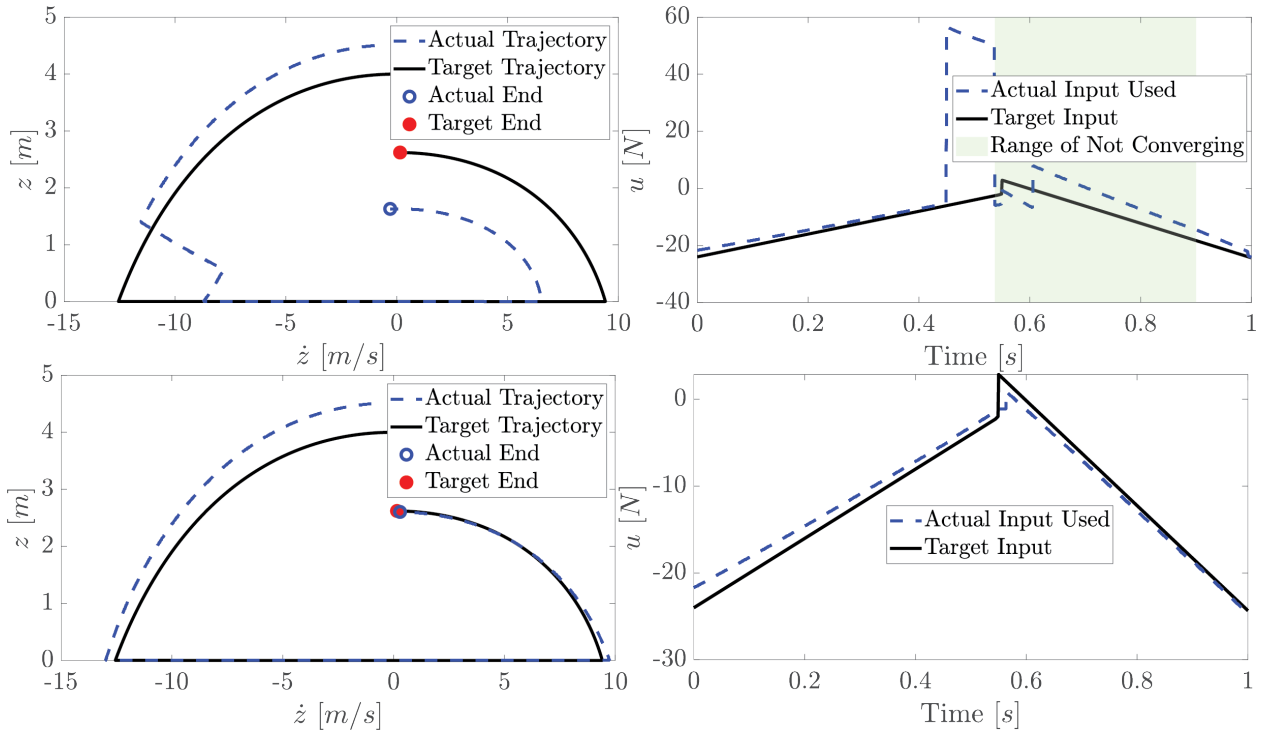 5
4
3
2
1
0
z [m]
-15
-10
-5
0
5
10
ż [m/s]
Actual Trajectory
Target Trajectory
Actual End
Target End
60
40
20
0
-20
-40
u [N]
0
0.2
0.4
0.6
0.8
1
Time [s]
Actual Input Used
Target Input
Range of Not Converging
5
4
3
2
1
0
z [m]
-15
-10
-5
0
5
10
ż [m/s]
Actual Trajectory
Target Trajectory
Actual End
Target End
0
-10
-20
-30
u [N]
0
0.2
0.4
0.6
0.8
1
Time [s]
Actual Input Used
Target Input